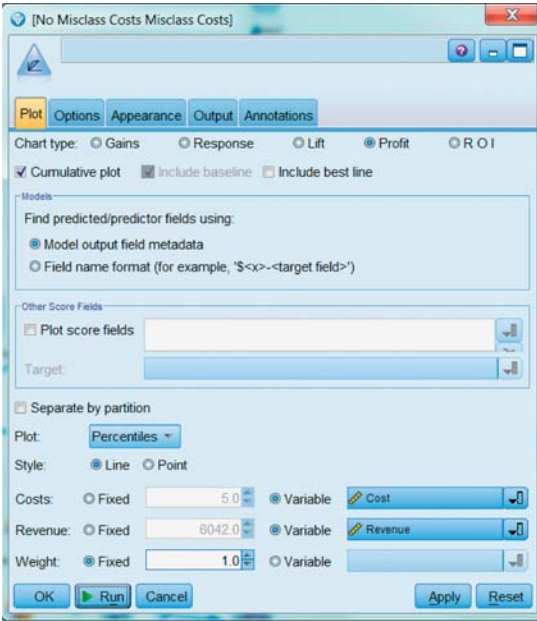 [No Misclass Costs Misclass Costs]
Plot Options Appearance Output Annotations
Chart type: Gains Response Lift Profit R O I
Cumulative plot Include baseline Include best line
Models
Find predicted/predictor fields using:
Model output field metadata
Field name format (for example, '$<x>-<target field>')
Other Score Fields
Plot score fields
Target:
Separate by partition
Plot: Percentiles
Style: Line Point
Costs: Fixed 5.0 Variable Cost
Revenue: Fixed 6042.0 Variable Revenue
Weight: Fixed 1.0 Variable
OK Run Cancel Apply Reset